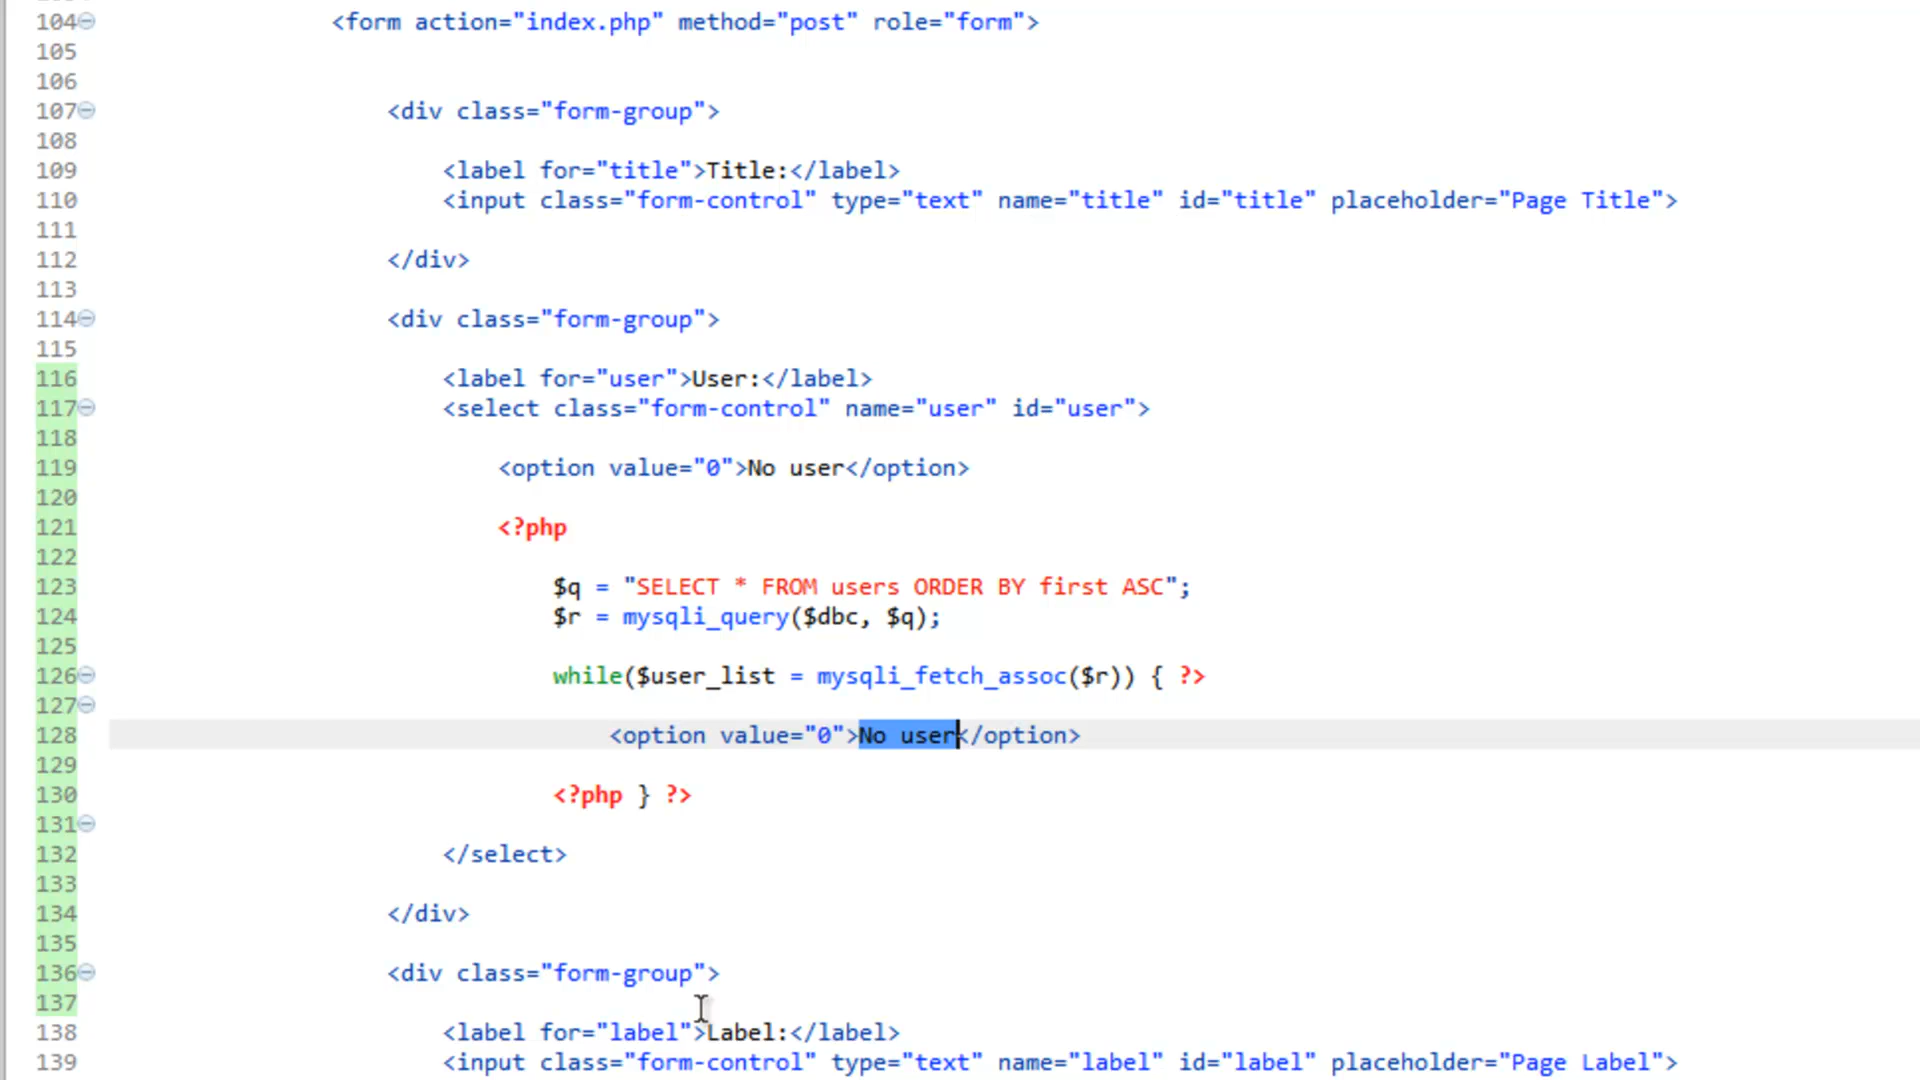 104 <form action="index.php" method="post" role="form">
105
106
107 <div class="form-group">
108
109 <label for="title">Title:</label>
110 <input class="form-control" type="text" name="title" id="title" placeholder="Page Title">
111
112 </div>
113
114 <div class="form-group">
115
116 <label for="user">User:</label>
117 <select class="form-control" name="user" id="user">
118
119 <option value="0">No user</option>
120
121 <?php
122
123 $q = "SELECT * FROM users ORDER BY first ASC";
124 $r = mysqli_query($dbc, $q);
125
126 while($user_list = mysqli_fetch_assoc($r)) { ?>
127
128 <option value="0">No user</option>
129
130 <?php } ?>
131
132 </select>
133
134 </div>
135
136 <div class="form-group">
137
138 <label for="label">Label:</label>
139 <input class="form-control" type="text" name="label" id="label" placeholder="Page Label">